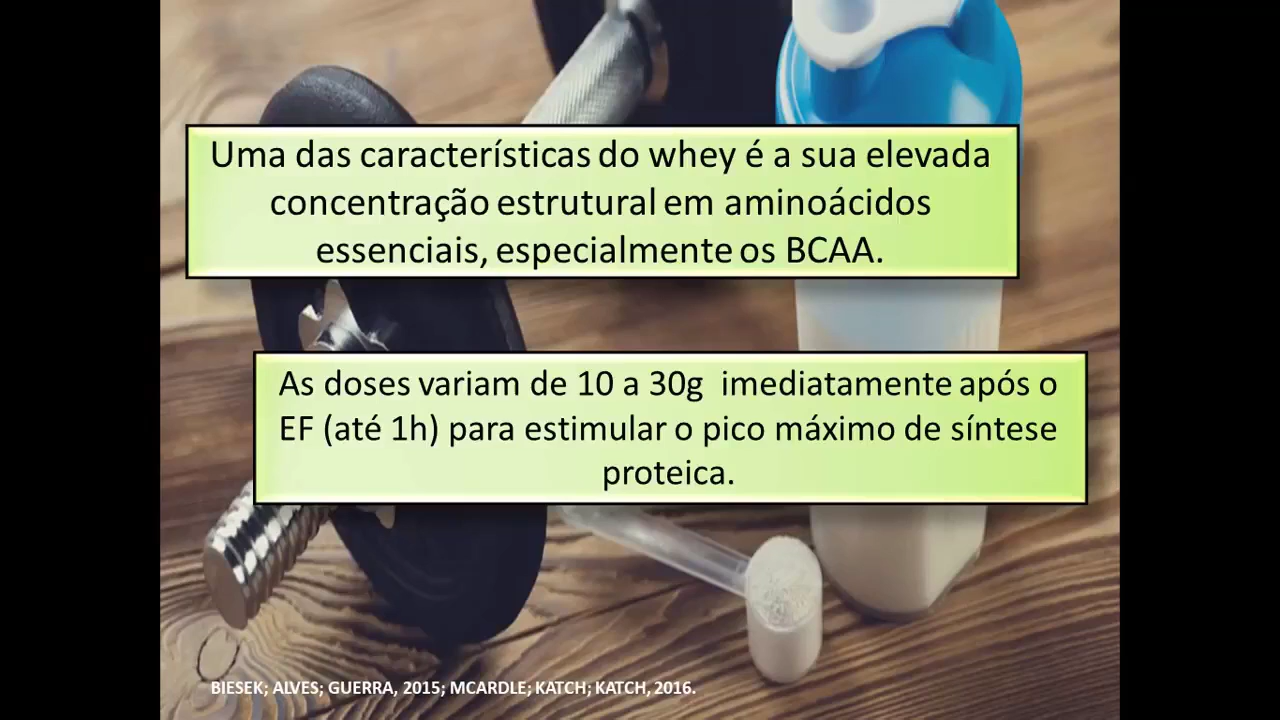 Uma das características do whey é a sua elevada
concentração estrutural em aminoácidos
essenciais, especialmente os BCAA.
As doses variam de 10 a 30g imediatamente após o
EF (até 1h) para estimular o pico máximo de síntese
proteica.
BIESEK; ALVES; GUERRA, 2015; MCARDLE; KATCH; KATCH, 2016.